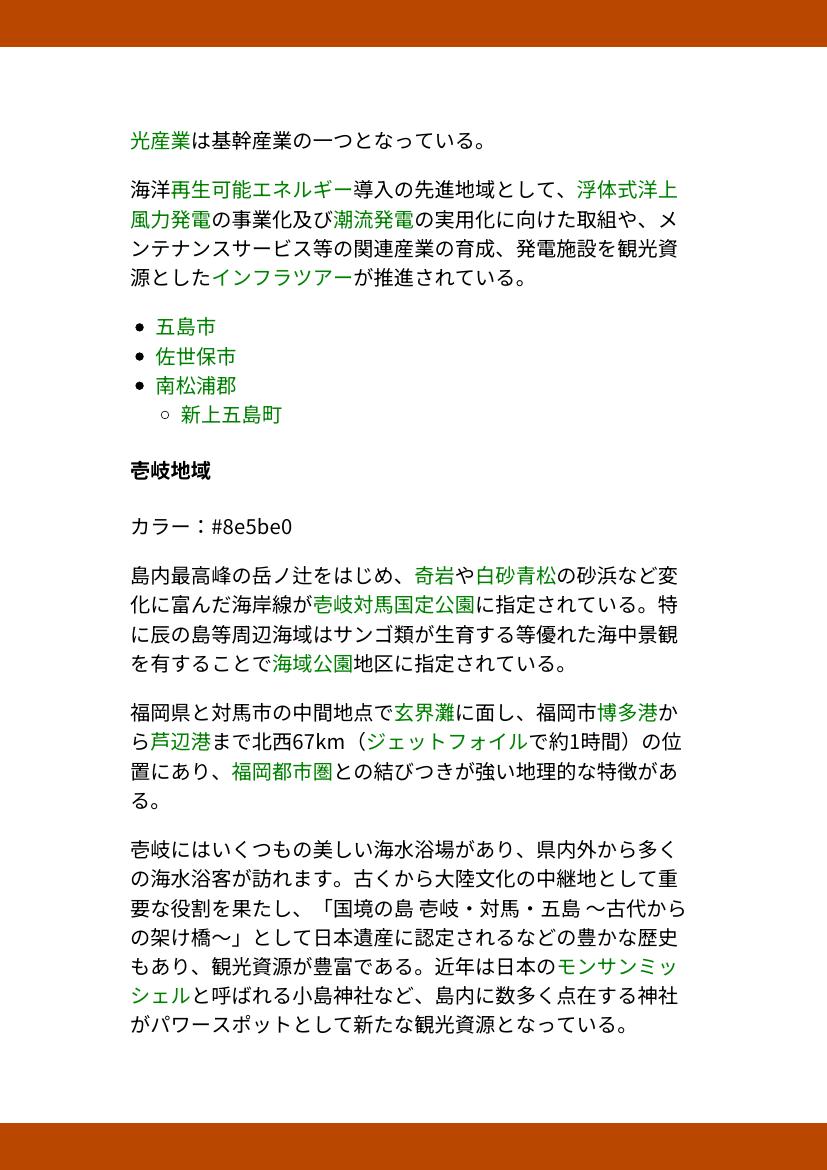 光産業は基幹産業の一つとなっている。
海洋再生可能エネルギー導入の先進地域として、浮体式洋上
風力発電の事業化及び潮流発電の実用化に向けた取組や、メ
ンテナンスサービス等の関連産業の育成、発電施設を観光資
源としたインフラツアーが推進されている。
• 五島市
• 佐世保市
• 南松浦郡
◦ 新上五島町
壱岐地域
カラー：#8e5be0
島内最高峰の岳ノ辻をはじめ、奇岩や白砂青松の砂浜など変
化に富んだ海岸線が壱岐対馬国定公園に指定されている。特
に辰の島等周辺海域はサンゴ類が生育する等優れた海中景観
を有することで海域公園地区に指定されている。
福岡県と対馬市の中間地点で玄界灘に面し、福岡市博多港か
ら芦辺港まで北西67km（ジェットフォイルで約1時間）の位
置にあり、福岡都市圏との結びつきが強い地理的な特徴があ
る。
壱岐にはいくつもの美しい海水浴場があり、県内外から多く
の海水浴客が訪れます。古くから大陸文化の中継地として重
要な役割を果たし、「国境の島 壱岐・対馬・五島 〜古代から
の架け橋〜」として日本遺産に認定されるなどの豊かな歴史
もあり、観光資源が豊富である。近年は日本のモンサンミッ
シェルと呼ばれる小島神社など、島内に数多く点在する神社
がパワースポットとして新たな観光資源となっている。